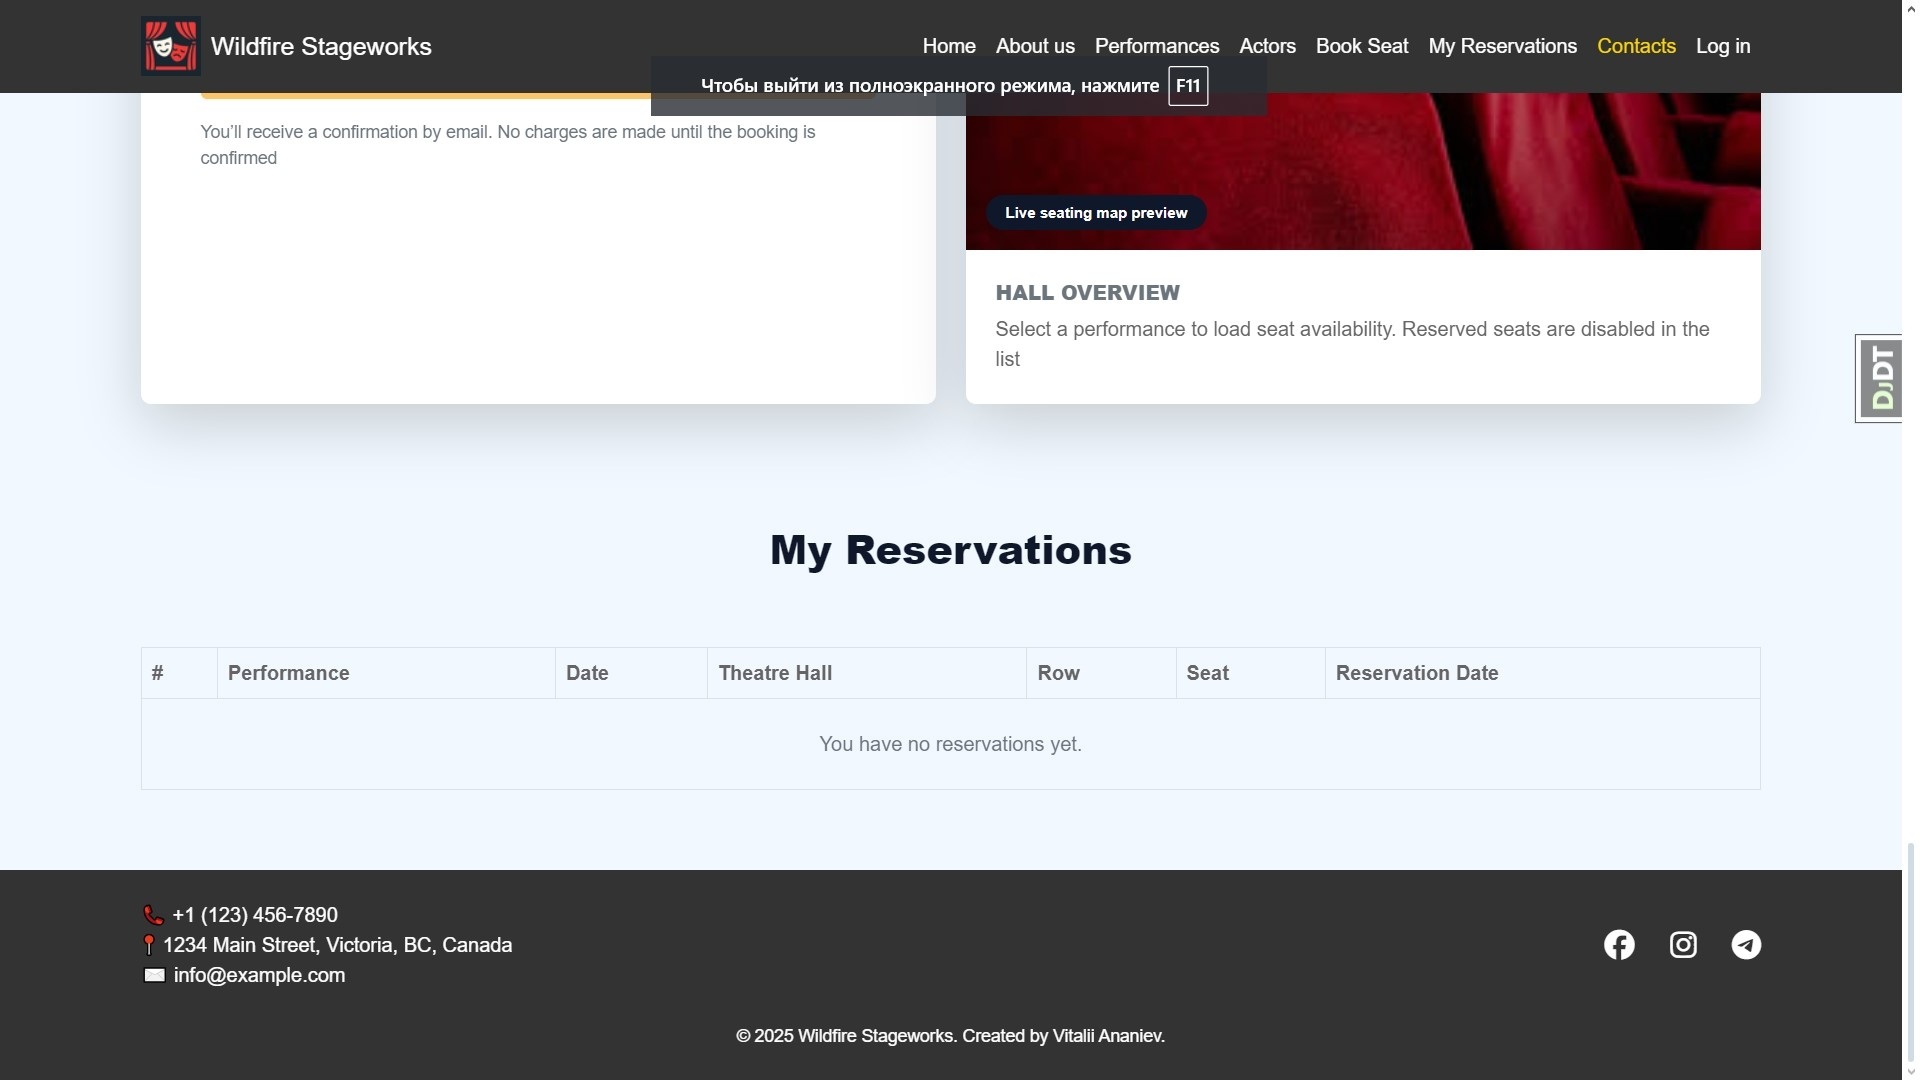 Wildfire Stageworks
Home About us Performances Actors Book Seat My Reservations Contacts Log in
Чтобы выйти из полноэкранного режима, нажмите F11
You’ll receive a confirmation by email. No charges are made until the booking is
confirmed
Live seating map preview
HALL OVERVIEW
Select a performance to load seat availability. Reserved seats are disabled in the
list
DJDT
My Reservations
# Performance Date Theatre Hall Row Seat Reservation Date
You have no reservations yet.
+1 (123) 456-7890
1234 Main Street, Victoria, BC, Canada
info@example.com
© 2025 Wildfire Stageworks. Created by Vitalii Ananiev.